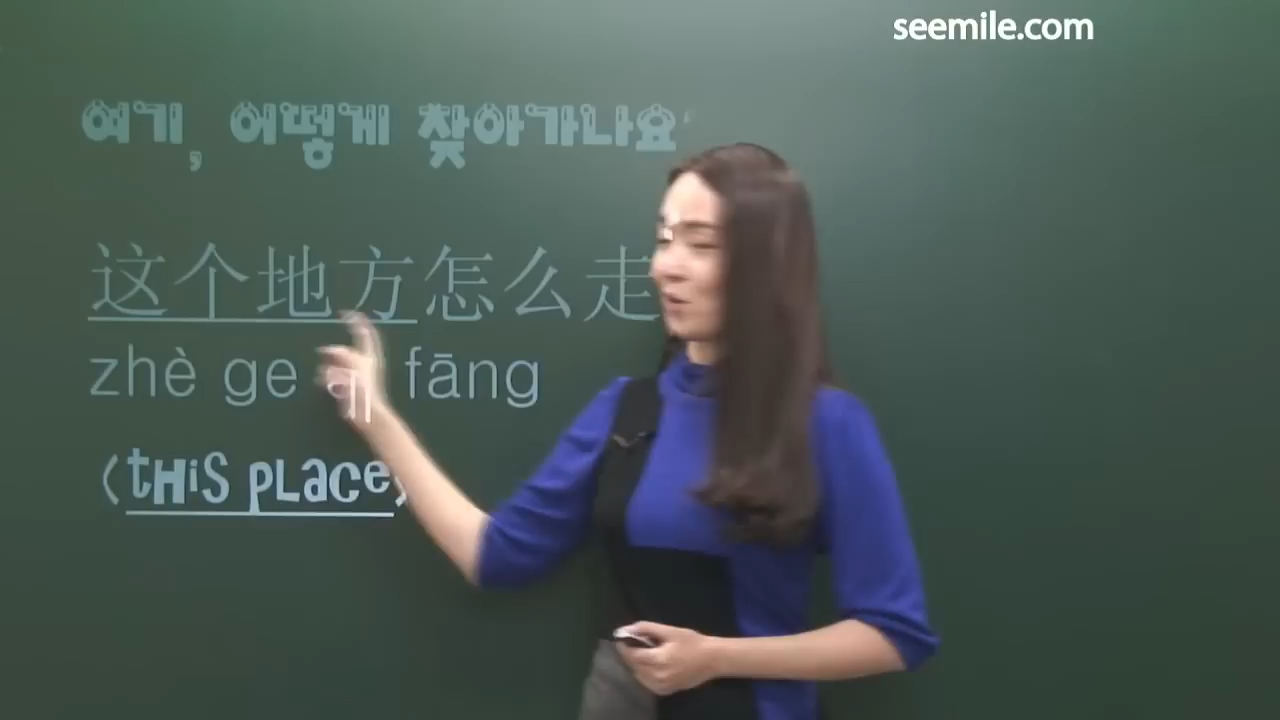 seemile.com
여기, 어떻게 찾아가나요
这个地方怎么走
zhè ge fāng
(tHiS PLace)